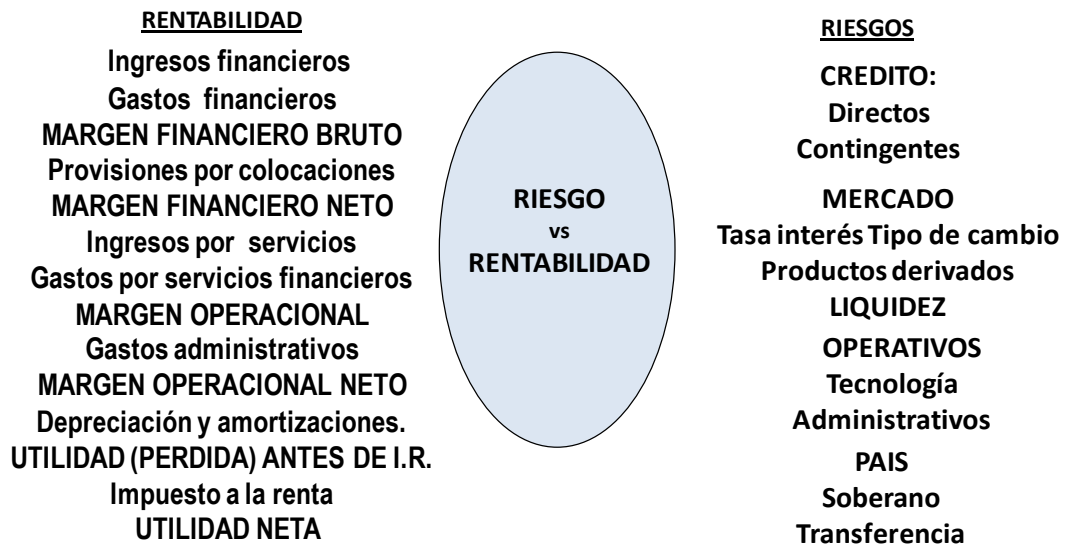 RENTABILIDAD
Ingresos financieros
Gastos financieros
MARGEN FINANCIERO BRUTO
Provisiones por colocaciones
MARGEN FINANCIERO NETO
Ingresos por servicios
Gastos por servicios financieros
MARGEN OPERACIONAL
Gastos administrativos
MARGEN OPERACIONAL NETO
Depreciación y amortizaciones.
UTILIDAD (PERDIDA) ANTES DE I.R.
Impuesto a la renta
UTILIDAD NETA
RIESGO
vs
RENTABILIDAD
RIESGOS
CREDITO:
Directos
Contingentes
MERCADO
Tasa interés Tipo de cambio
Productos derivados
LIQUIDEZ
OPERATIVOS
Tecnología
Administrativos
PAIS
Soberano
Transferencia